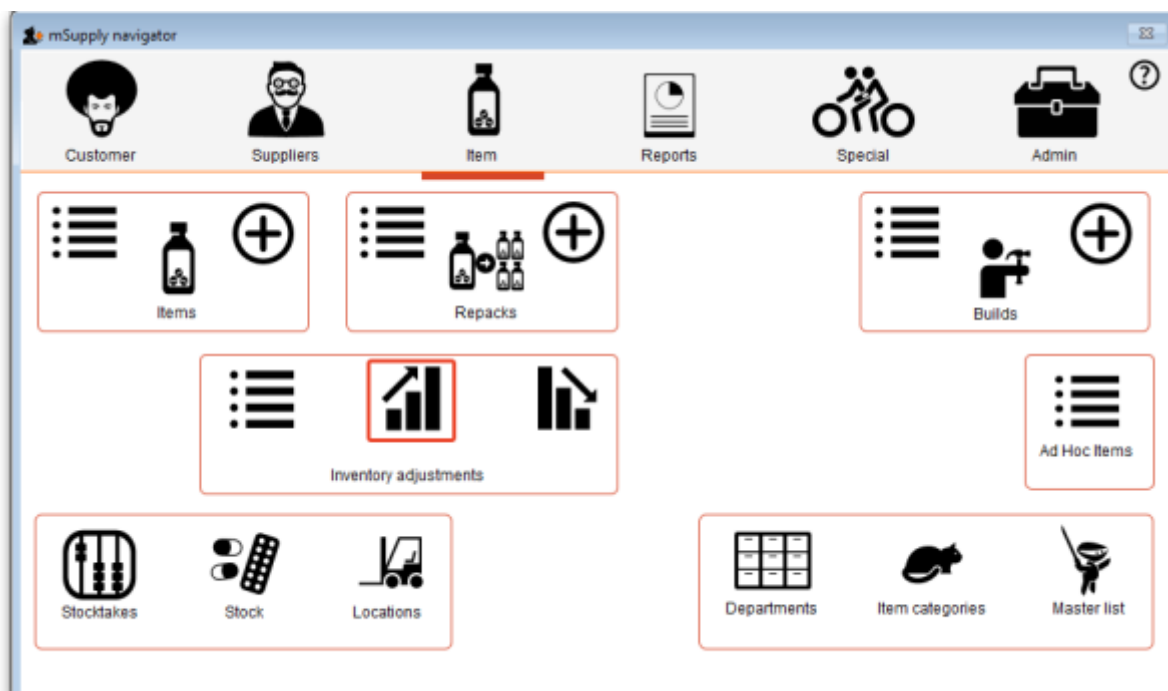 mSupply navigator
Customer
Suppliers
Item
Reports
Special
Admin
?
Items
Repacks
Builds
Inventory adjustments
Ad Hoc Items
Stocktakes
Stock
Locations
Departments
Item categories
Master list